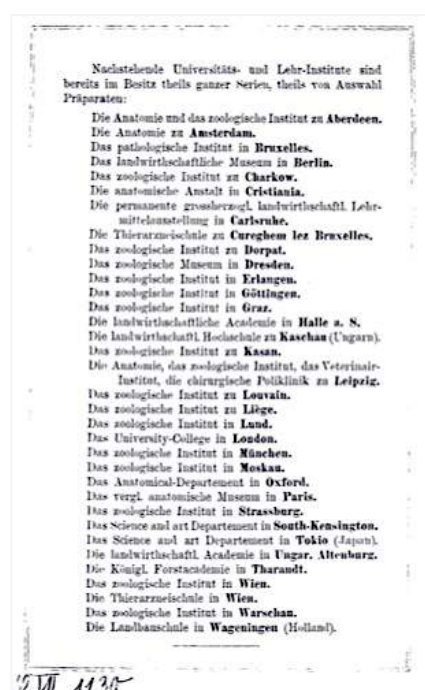 Nachstehende Universitäts- und Lehr-Institute sind
bereits im Besitz theils ganzer Serien, theils von Auswahl
Präparaten:
Die Anatomie und das zoologische Institut zu Aberdeen.
Die Anatomie zu Amsterdam.
Das pathologische Institut in Bruxelles.
Das landwirthschaftliche Museum in Berlin.
Das zoologische Institut zu Charkow.
Die anatomische Anstalt in Cristiania.
Die permanente grossherzogl. landwirthschaftl. Lehr-
mittelausstellung in Carlsruhe.
Die Thierarzneischule zu Cureghem lez Bruxelles.
Das zoologische Institut zu Dorpat.
Das zoologische Museum in Dresden.
Das zoologische Institut in Erlangen.
Das zoologische Institut in Göttingen.
Das zoologische Institut in Graz.
Die landwirthschaftliche Academie in Halle a. S.
Die landwirthschaftl. Hochschule zu Kaschau (Ungarn).
Das zoologische Institut zu Kasan.
Die Anatomie, das zoologische Institut, das Veterinair-
Institut, die chirurgische Poliklinik zu Leipzig.
Das zoologische Institut zu Louvain.
Das zoologische Institut zu Liège.
Das zoologische Institut in Lund.
Das University-College in London.
Das zoologische Institut in München.
Das zoologische Institut in Moskau.
Das Anatomical-Departement in Oxford.
Das vergl. anatomische Museum in Paris.
Das zoologische Institut in Strassburg.
Das Science and art Departement in South-Kensington.
Das Science and art Departement in Tokio (Japan).
Die landwirthschaftl. Academie in Ungar. Altenburg.
Die Königl. Forstacademie in Tharandt.
Das zoologische Institut in Wien.
Die Thierarzneischule in Wien.
Das zoologische Institut in Warschau.
Die Landbauschule in Wageningen (Holland).
1130